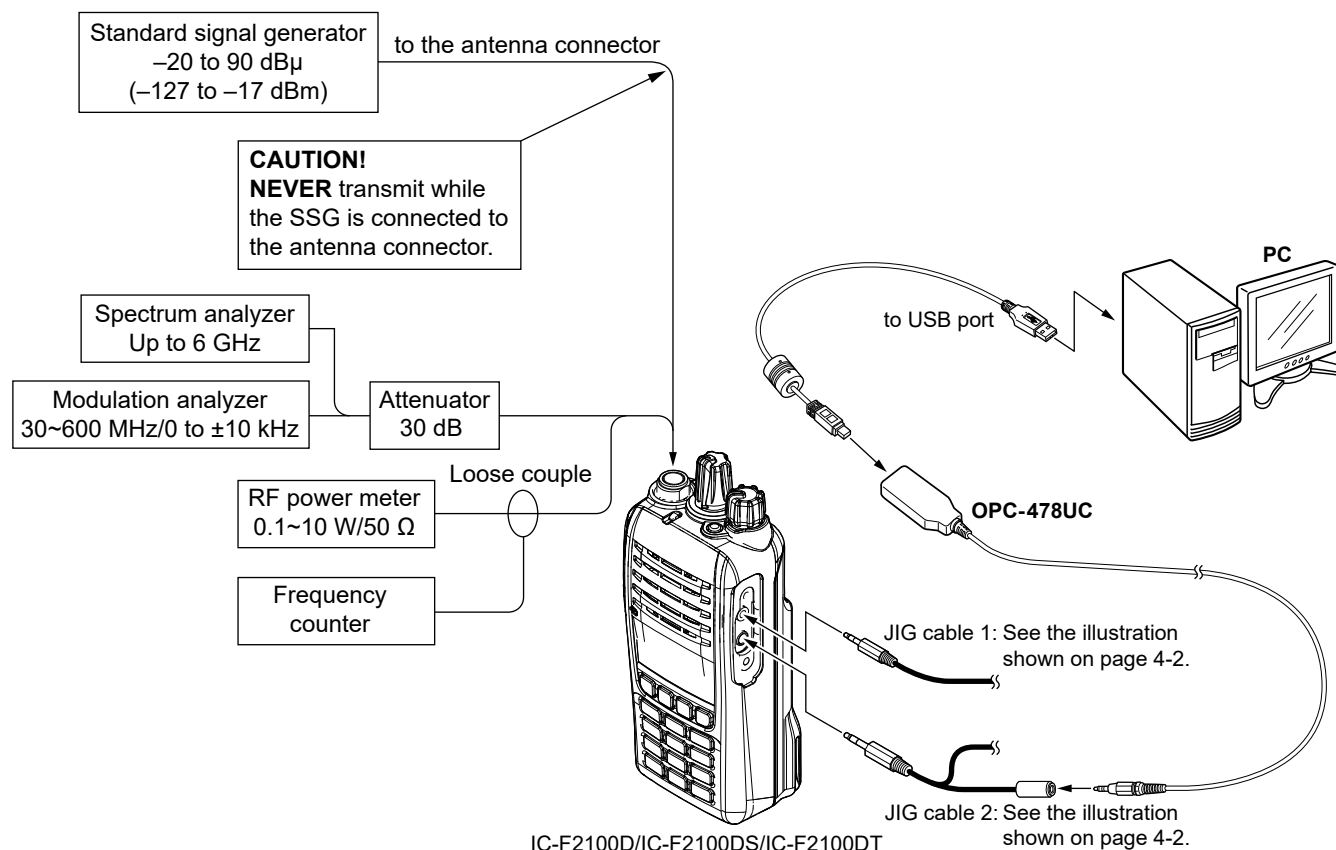 Standard signal generator
–20 to 90 dBµ
(–127 to –17 dBm)
to the antenna connector
CAUTION!
NEVER transmit while
the SSG is connected to
the antenna connector.
Spectrum analyzer
Up to 6 GHz
Modulation analyzer
30~600 MHz/0 to ±10 kHz
Attenuator
30 dB
Loose couple
RF power meter
0.1~10 W/50 Ω
Frequency
counter
PC
to USB port
OPC-478UC
JIG cable 1: See the illustration
shown on page 4-2.
JIG cable 2: See the illustration
shown on page 4-2.
IC-F2100D/IC-F2100DS/IC-F2100DT